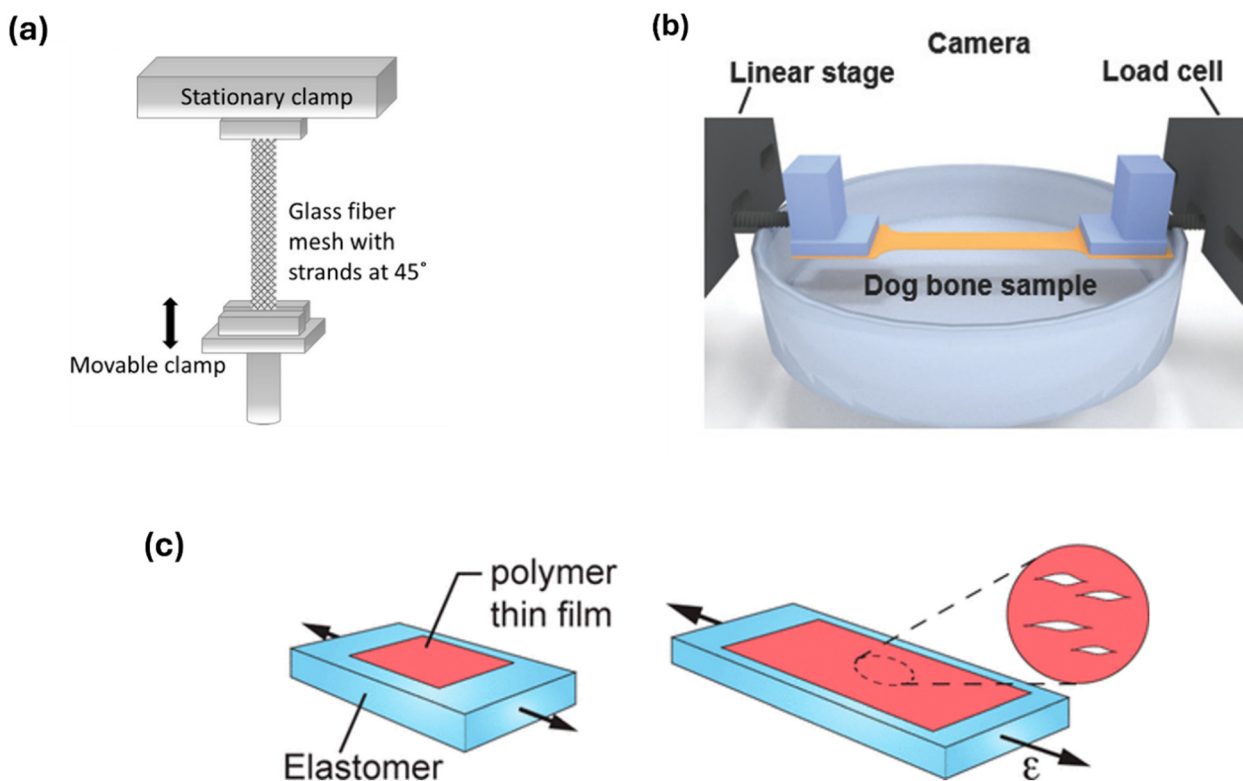 (a)
Stationary clamp
Glass fiber
mesh with
strands at 45˚
Movable clamp
(b)
Camera
Linear stage
Load cell
Dog bone sample
(c)
polymer
thin film
Elastomer
ε